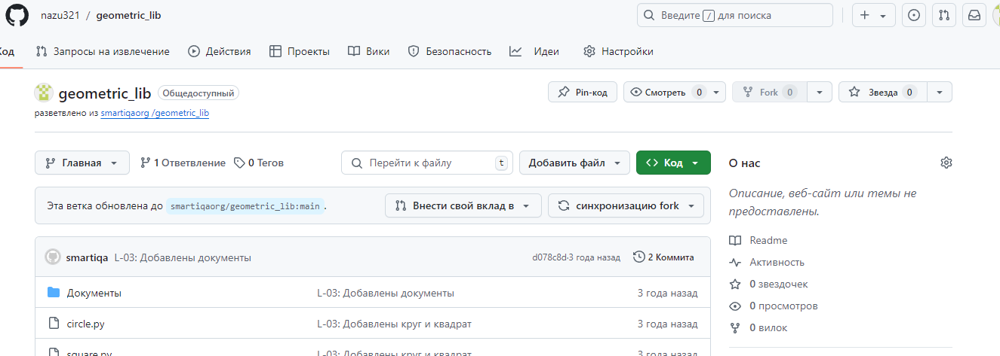 nazu321 / geometric_lib
Введите / для поиска
Код Запросы на извлечение Действия Проекты Вики Безопасность Идеи Настройки
geometric_lib Общедоступный
Pin-код Смотреть 0 Fork 0 Звезда 0
разветвлено из smartiqaorg /geometric_lib
Главная 1 Ответвление 0 Тегов Перейти к файлу t Добавить файл Код
О нас
Эта ветка обновлена до smartiqaorg/geometric_lib:main . Внести свой вклад в синхронизацию fork
Описание, веб-сайт или темы не
предоставлены.
smartiqa L-03: Добавлены документы d078c8d·3 года назад 2 Коммита
Readme
Активность
0 звездочек
0 просмотров
0 вилок
Документы L-03: Добавлены документы 3 года назад
circle.py L-03: Добавлены круг и квадрат 3 года назад
square.py L-03: Добавлены круг и квадрат 3 года назад